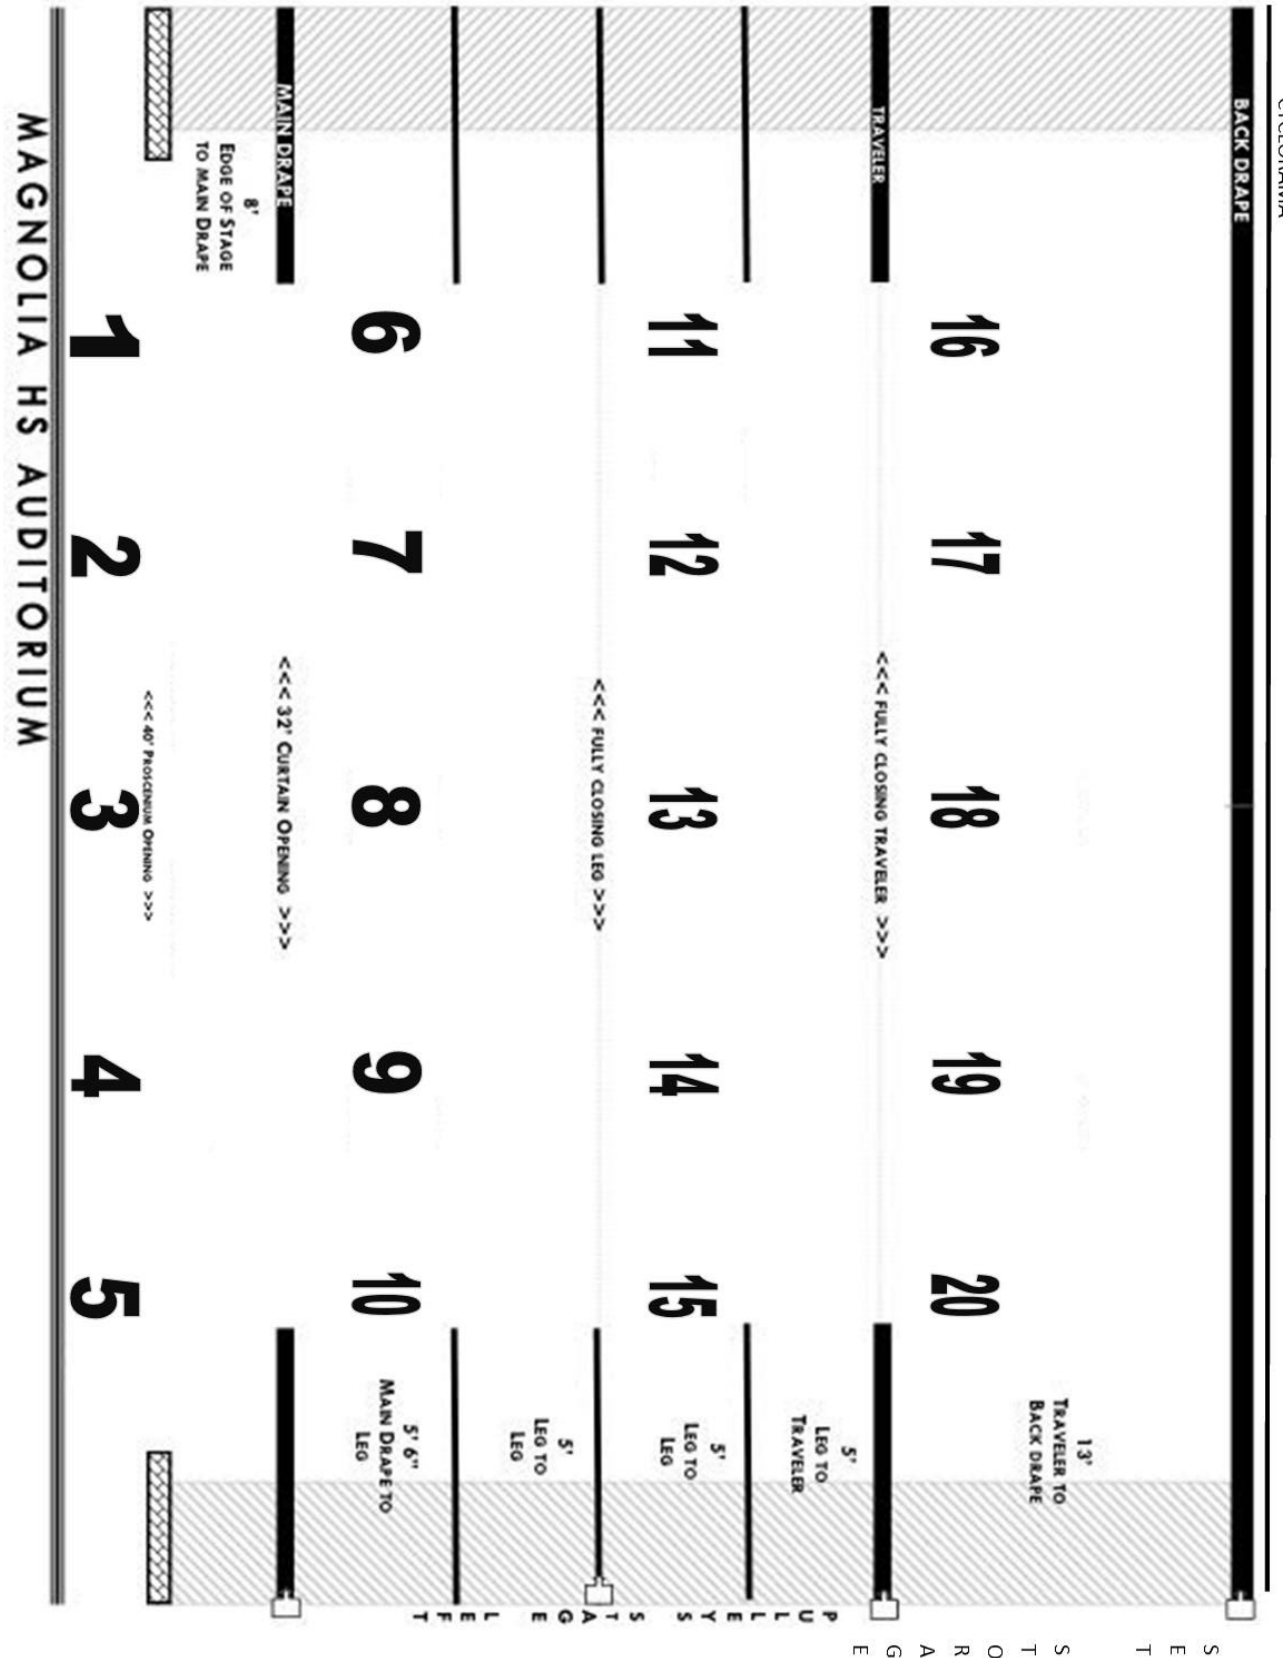 CYCLORAMA
BACK DRAPE
SET STORAGE
13'
TRAVELER TO
BACK DRAPE
16 17 18 19 20
TRAVELER
<<< FULLY CLOSING TRAVELER >>>
PULLEYS STAGE LEFT
5'
LEG TO
TRAVELER
11 12 13 14 15
5'
LEG TO
LEG
<<< FULLY CLOSING LEG >>>
5'
LEG TO
LEG
6 7 8 9 10
5' 6"
MAIN DRAPE TO
LEG
MAIN DRAPE
<<< 32' CURTAIN OPENING >>>
8'
EDGE OF STAGE
TO MAIN DRAPE
<<< 40' PROSCENIUM OPENING >>>
1 2 3 4 5
MAGNOLIA HS AUDITORIUM